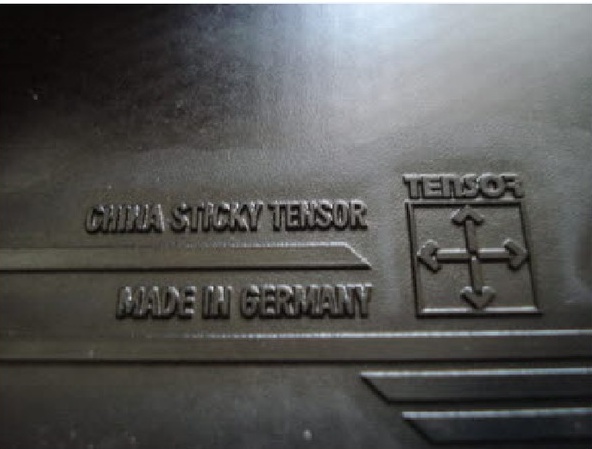 TENSOR
CHINA STICKY TENSOR
MADE IN GERMANY